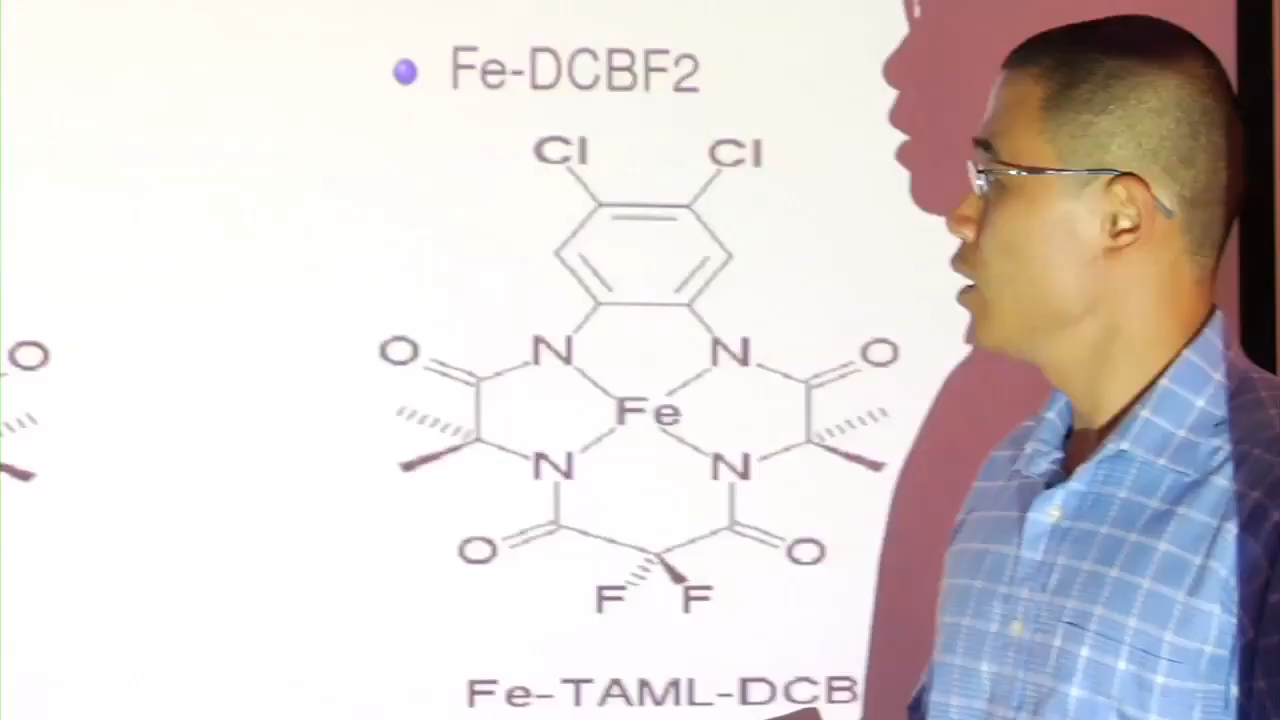 Fe-DCBF2
Cl Cl
N N
O O O
Fe
N N
O O
F F
Fe-TAML-DCB